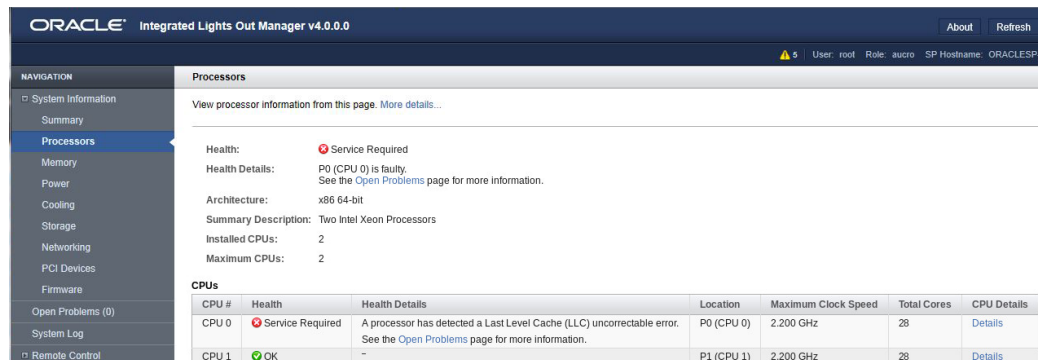 ORACLE® Integrated Lights Out Manager v4.0.0.0
About Refresh
5 User: root Role: aucro SP Hostname: ORACLESP
NAVIGATION
System Information
Summary
Processors
Memory
Power
Cooling
Storage
Networking
PCI Devices
Firmware
Open Problems (0)
System Log
Remote Control
Processors
View processor information from this page. More details...
Health: Service Required
Health Details: P0 (CPU 0) is faulty.
See the Open Problems page for more information.
Architecture: x86 64-bit
Summary Description: Two Intel Xeon Processors
Installed CPUs: 2
Maximum CPUs: 2
CPUs
CPU # Health Health Details Location Maximum Clock Speed Total Cores CPU Details
CPU 0 Service Required A processor has detected a Last Level Cache (LLC) uncorrectable error. P0 (CPU 0) 2.200 GHz 28 Details
See the Open Problems page for more information.
CPU 1 OK - P1 (CPU 1) 2.200 GHz 28 Details